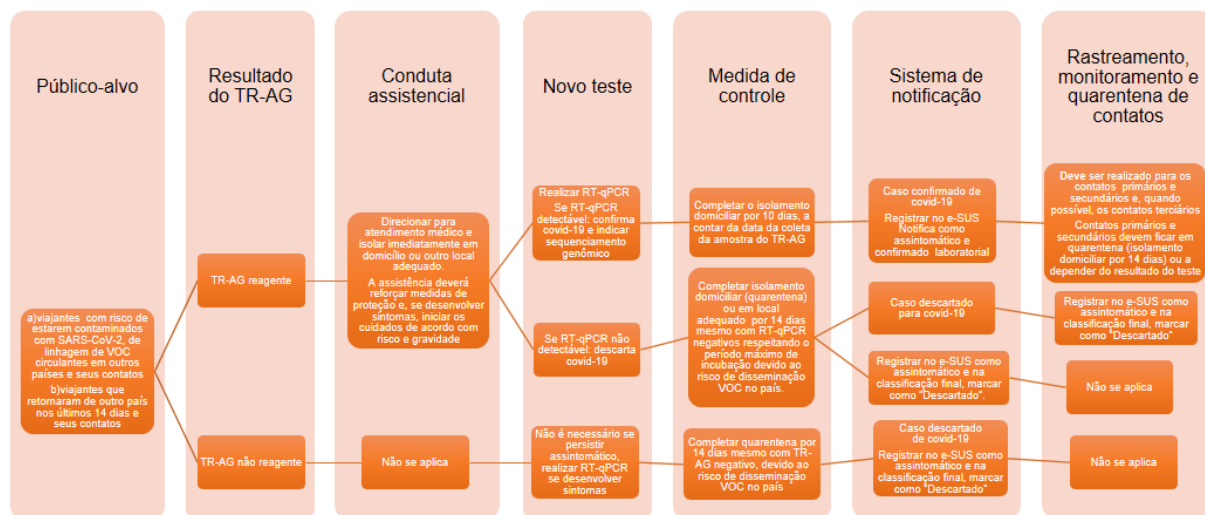 Público-alvo
Resultado
do TR-AG
Conduta
assistencial
Novo teste
Medida de
controle
Sistema de
notificação
Rastreamento,
monitoramento e
quarentena de
contatos
a)viajantes com risco de
estarem contaminados
com SARS-CoV-2, de
linhagem de VOC
circulantes em outros
países e seus contatos
b)viajantes que
retornaram de outro país
nos últimos 14 dias e
seus contatos
TR-AG reagente
Direcionar para
atendimento médico e
isolar imediatamente em
domicílio ou outro local
adequado.
A assistência deverá
reforçar medidas de
proteção e, se desenvolver
sintomas, iniciar os
cuidados de acordo com
risco e gravidade
Realizar RT-qPCR
Se RT-qPCR
detectável: confirma
covid-19 e indicar
sequenciamento
genômico
Completar o isolamento
domiciliar por 10 dias, a
contar da data da coleta
da amostra do TR-AG
Caso confirmado de
covid-19
Registrar no e-SUS
Notifica como
assintomático e
confirmado laboratorial
Deve ser realizado para os
contatos primários e
secundários e, quando
possível, os contatos terciários
Contatos primários e
secundários devem ficar em
quarentena (isolamento
domiciliar por 14 dias) ou a
depender do resultado do teste
Se RT-qPCR não
detectável: descarta
covid-19
Completar isolamento
domiciliar (quarentena)
ou em local
adequado por 14 dias
mesmo com RT-qPCR
negativos respeitando o
período máximo de
incubação devido ao
risco de disseminação
VOC no país.
Caso descartado
para covid-19
Registrar no e-SUS como
assintomático e na
classificação final, marcar
como "Descartado"
Registrar no e-SUS como
assintomático e na
classificação final, marcar
como "Descartado".
Não se aplica
TR-AG não reagente
Não se aplica
Não é necessário se
persistir
assintomático,
realizar RT-qPCR
se desenvolver
sintomas
Completar quarentena por
14 dias mesmo com TR-
AG negativo, devido ao
risco de disseminação
VOC no país
Caso descartado
de covid-19
Registrar no e-SUS como
assintomático e na
classificação final, marcar
como "Descartado"
Não se aplica